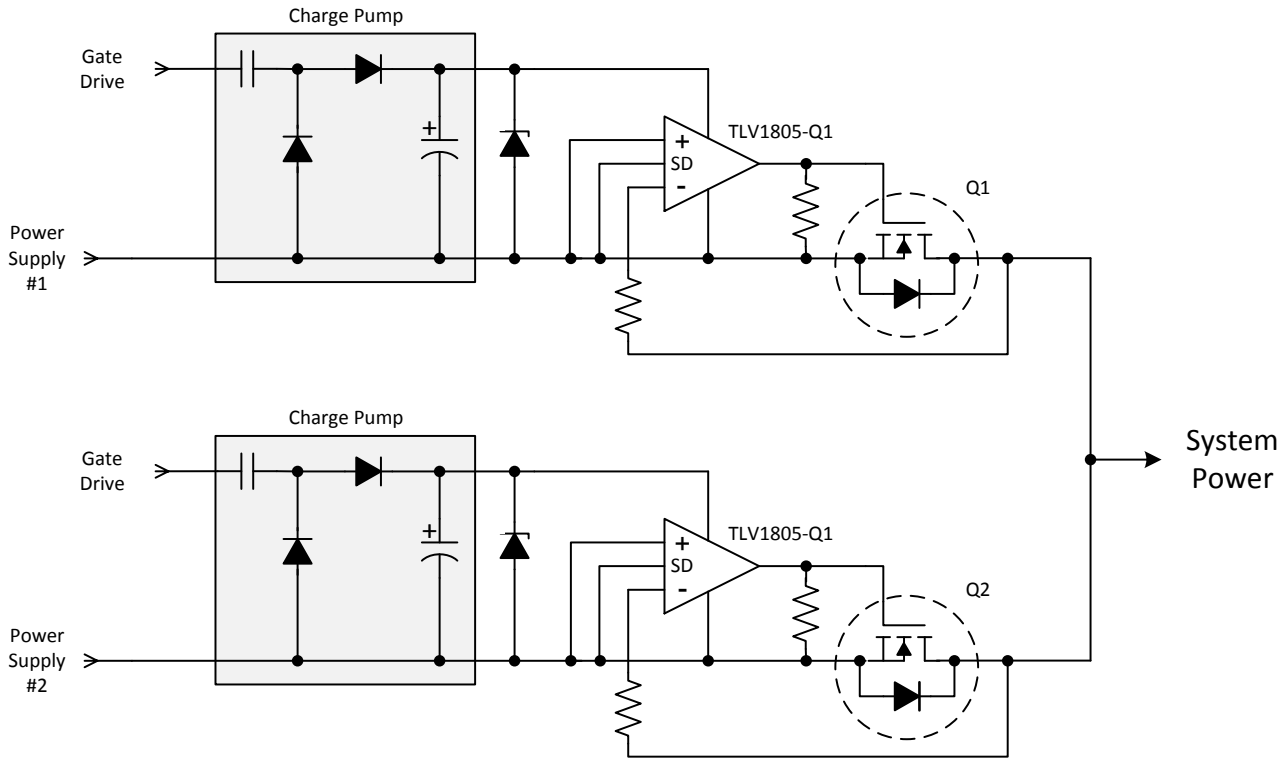 Charge Pump
Gate
Drive
TLV1805-Q1
+
+
SD
-
Q1
Power
Supply
#1
Charge Pump
Gate
Drive
System
Power
TLV1805-Q1
+
+
SD
-
Q2
Power
Supply
#2